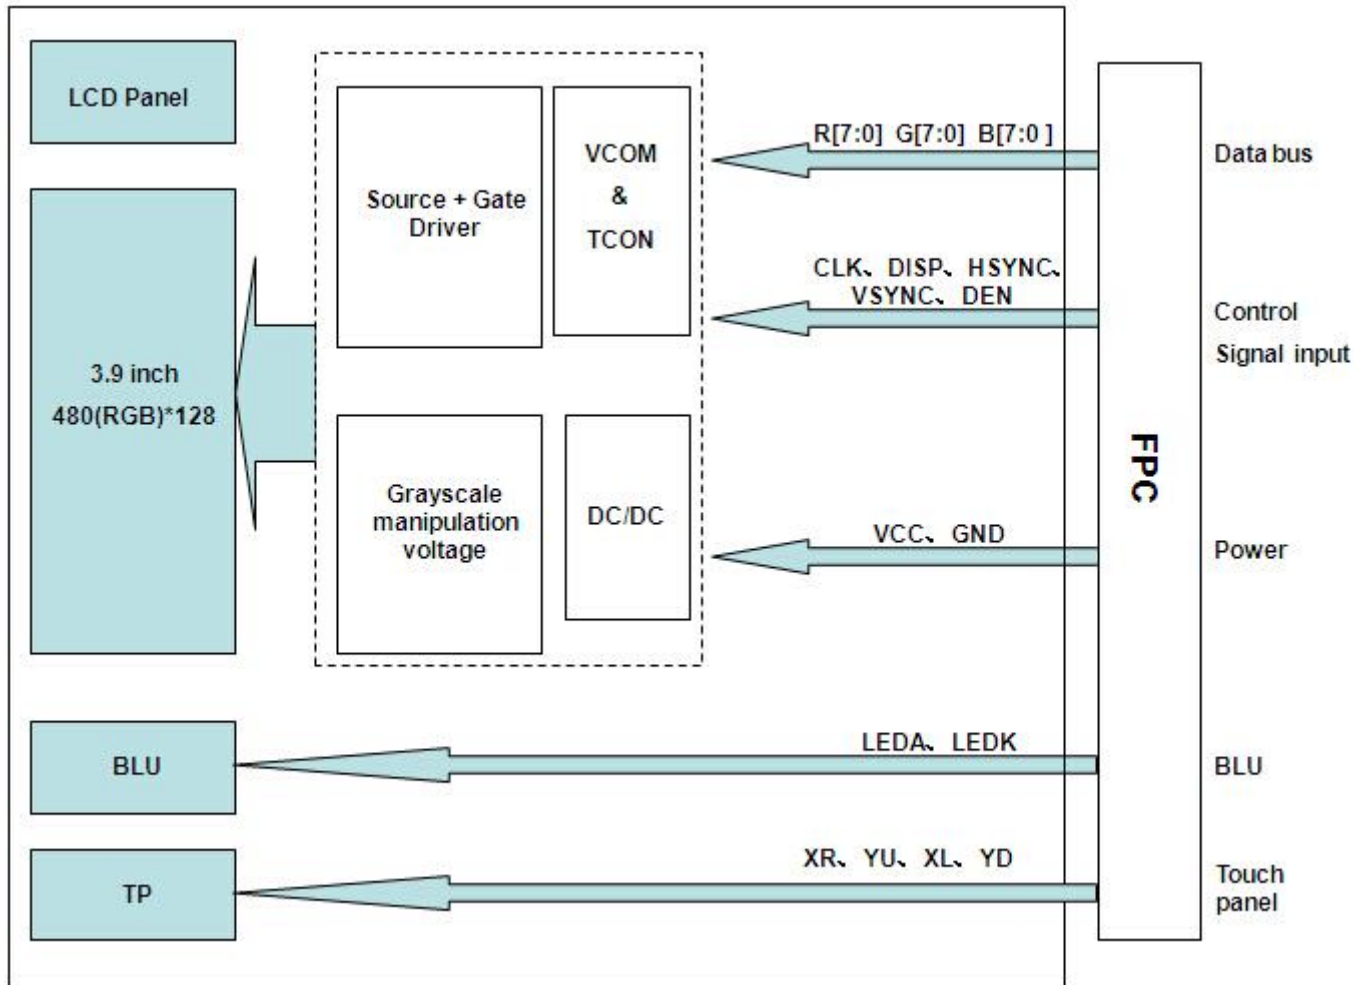 LCD Panel
3.9 inch
480(RGB)*128
BLU
TP
Source + Gate
Driver
VCOM
&
TCON
Grayscale
manipulation
voltage
DC/DC
R[7:0] G[7:0] B[7:0 ]
CLK、DISP、HSYNC、
VSYNC、DEN
VCC、GND
LEDA、LEDK
XR、YU、XL、YD
FPC
Data bus
Control
Signal input
Power
BLU
Touch
panel